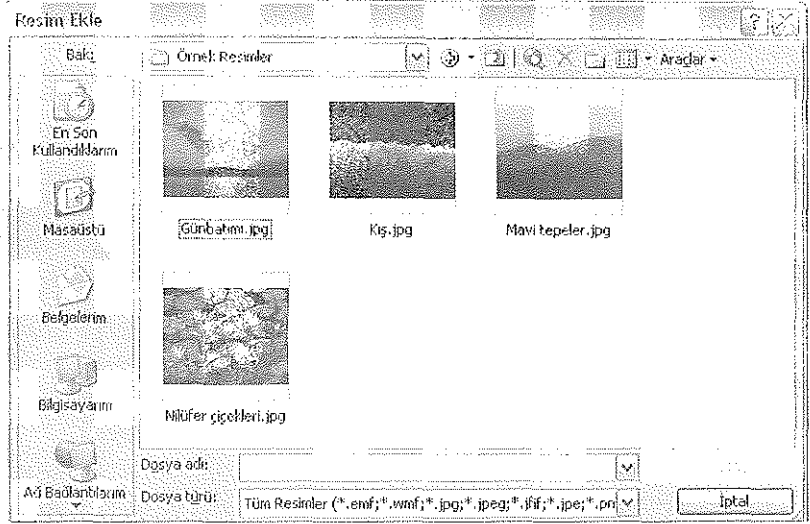 Resim Ekle
Bakı Örnek Resimler Araçlar
En Son
Kullandıklarım
Masaüstü
Günbatımı.jpg Kış.jpg Mavi tepeler.jpg
Belgelerim
Bilgisayarım
Nilüfer çiçekleri.jpg
Ağ Bağlantılarım
Dosya adı:
Dosya türü: Tüm Resimler (*.emf;*.wmf;*.jpg;*.jpeg;*.jfif;*.jpe;*.pn
İptal